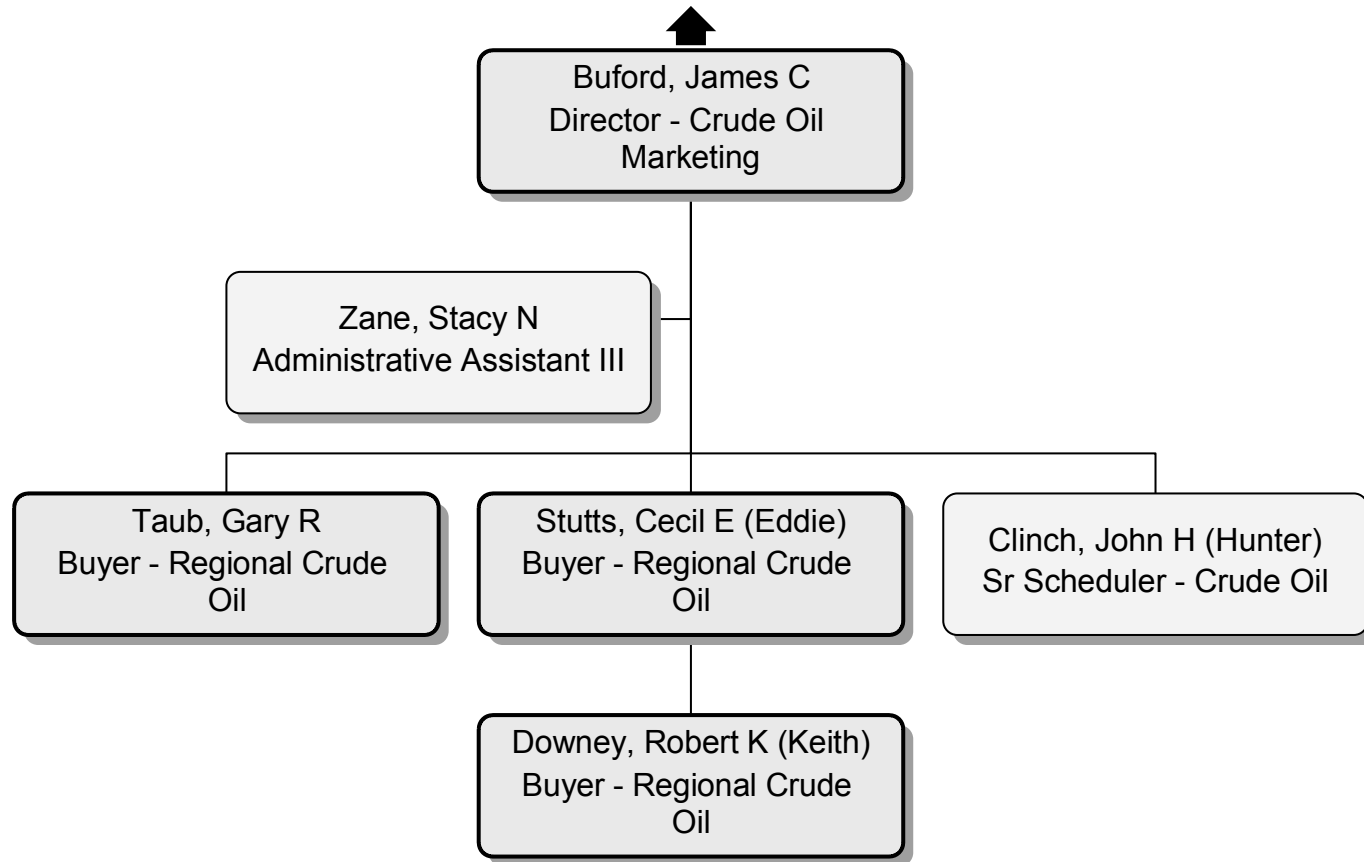 Buford, James C
Director - Crude Oil
Marketing
Zane, Stacy N
Administrative Assistant III
Taub, Gary R
Buyer - Regional Crude
Oil
Stutts, Cecil E (Eddie)
Buyer - Regional Crude
Oil
Clinch, John H (Hunter)
Sr Scheduler - Crude Oil
Downey, Robert K (Keith)
Buyer - Regional Crude
Oil